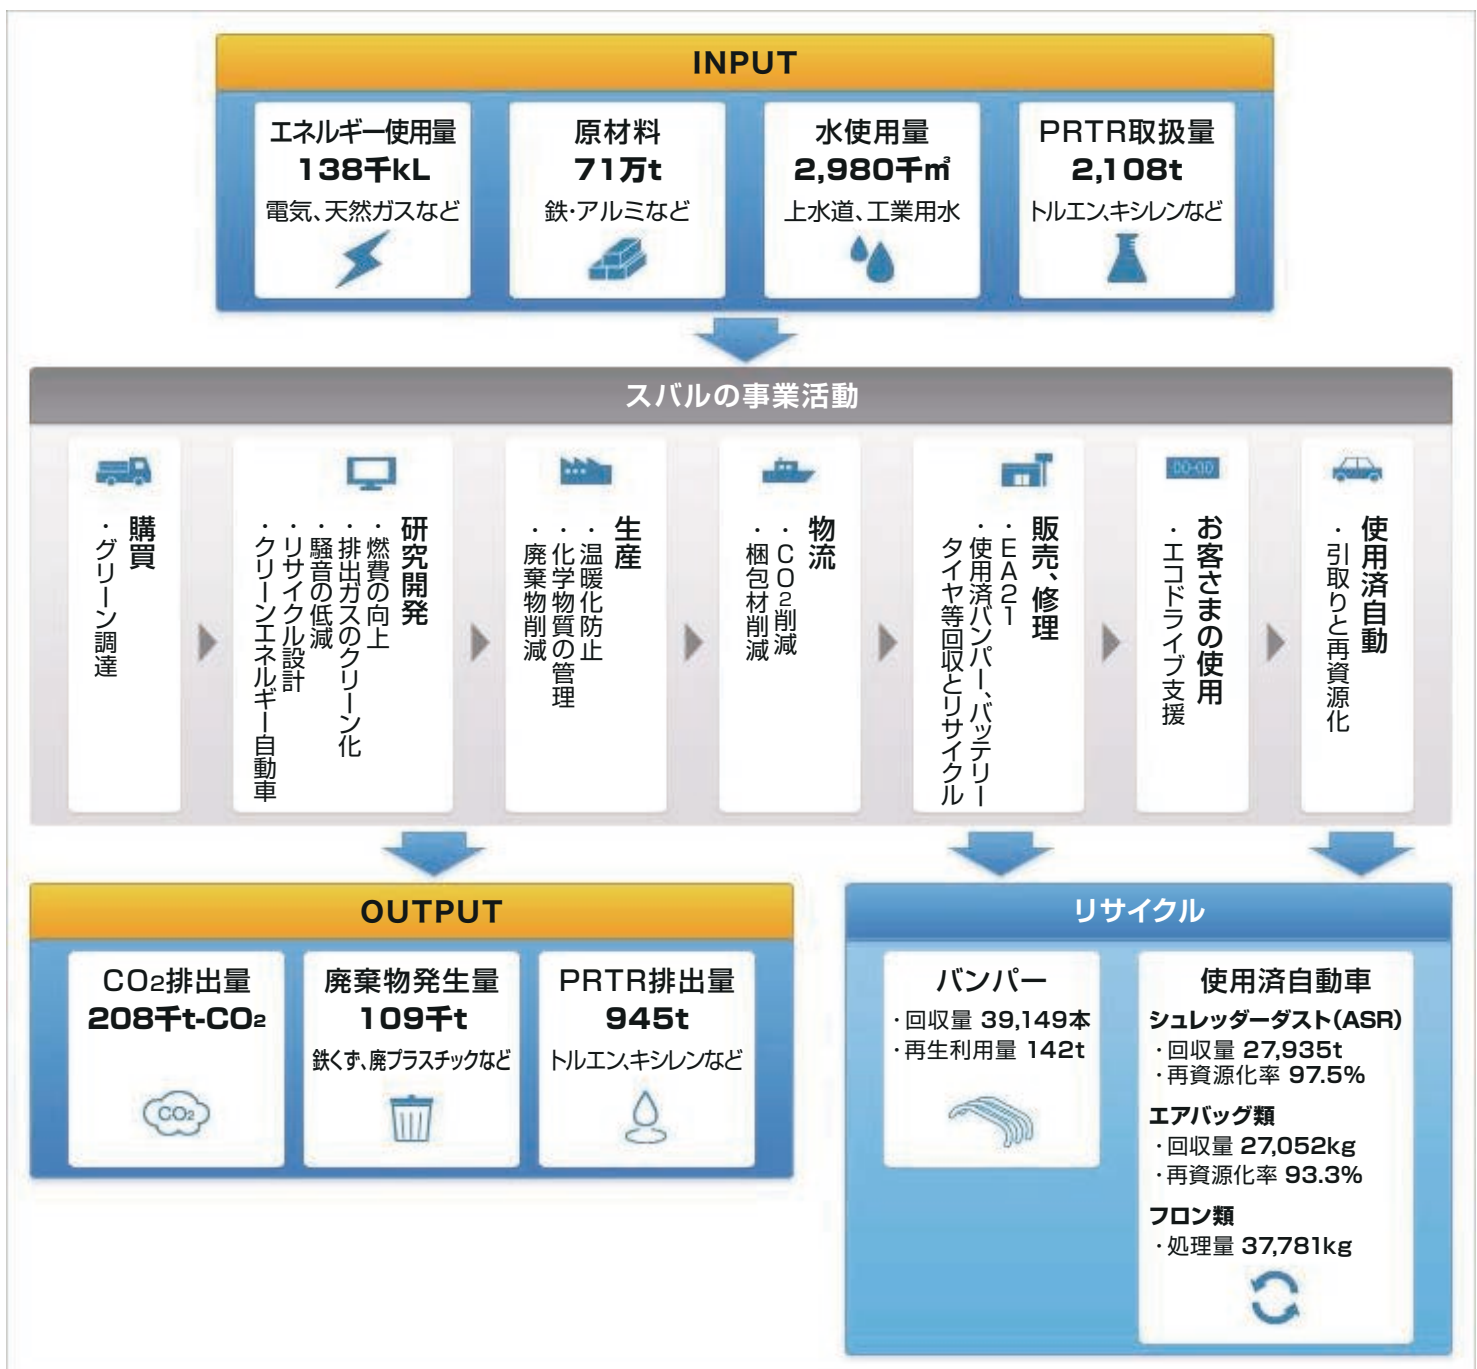 INPUT
エネルギー使用量
138千kL
電気、天然ガスなど
原材料
71万t
鉄・アルミなど
水使用量
2,980千㎥
上水道、工業用水
PRTR取扱量
2,108t
トルエン、キシレンなど
スバルの事業活動
購買
・グリーン調達
研究開発
・燃費の向上
・排出ガスのクリーン化
・騒音の低減
・リサイクル設計
・クリーンエネルギー自動車
生産
・温暖化防止
・化学物質の管理
・廃棄物削減
物流
・CO2削減
・梱包材削減
販売、修理
・EA21
・使用済バンパー、バッテリー
タイヤ等回収とリサイクル
00-00
お客さまの使用
・エコドライブ支援
使用済自動
・引取りと再資源化
OUTPUT
CO2排出量
208千t-CO2
CO2
廃棄物発生量
109千t
鉄くず、廃プラスチックなど
PRTR排出量
945t
トルエン、キシレンなど
リサイクル
バンパー
・回収量 39,149本
・再生利用量 142t
使用済自動車
シュレッダーダスト(ASR)
・回収量 27,935t
・再資源化率 97.5%
エアバッグ類
・回収量 27,052kg
・再資源化率 93.3%
フロン類
・処理量 37,781kg